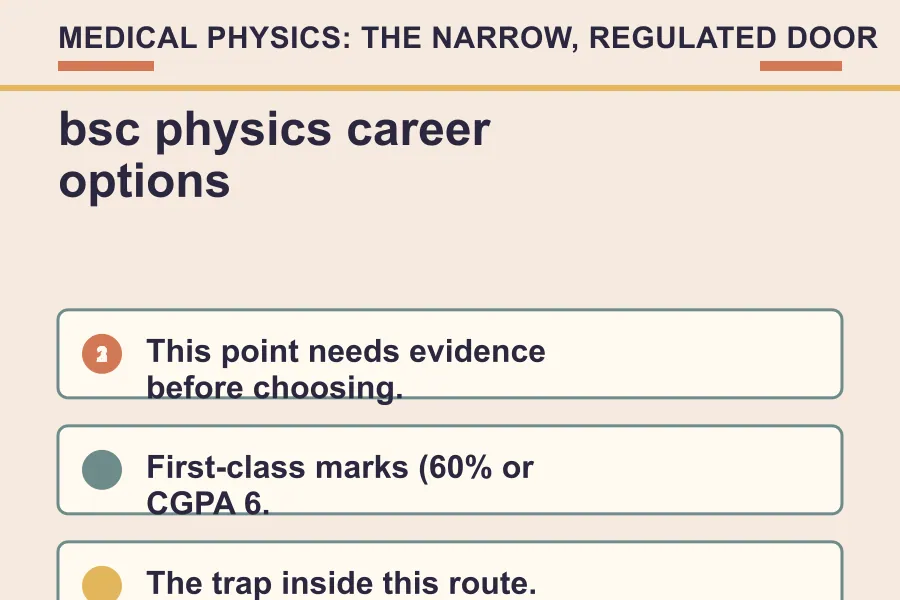 MEDICAL PHYSICS: THE NARROW, REGULATED DOOR
bsc physics career
options
This point needs evidence
before choosing.
First-class marks (60% or
CGPA 6.
The trap inside this route.